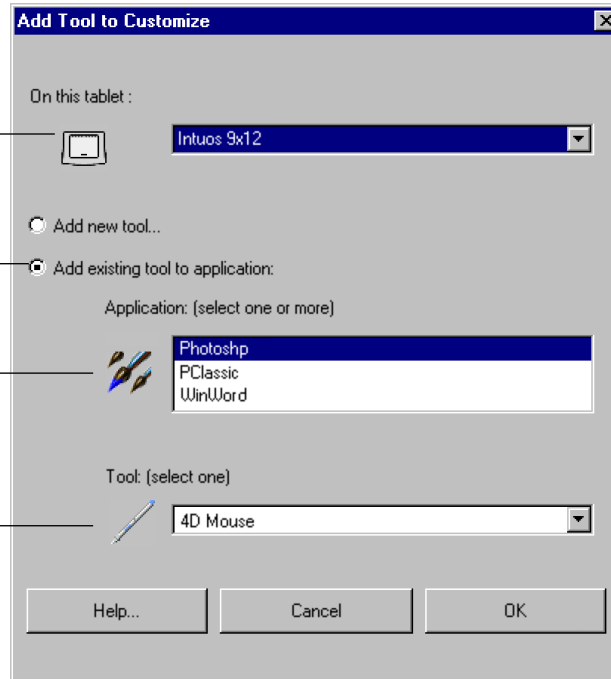 Add Tool to Customize
On this tablet :
Intuos 9x12
Add new tool...
Add existing tool to application:
Application: (select one or more)
Photoshp
PClassic
WinWord
Tool: (select one)
4D Mouse
Help... Cancel OK